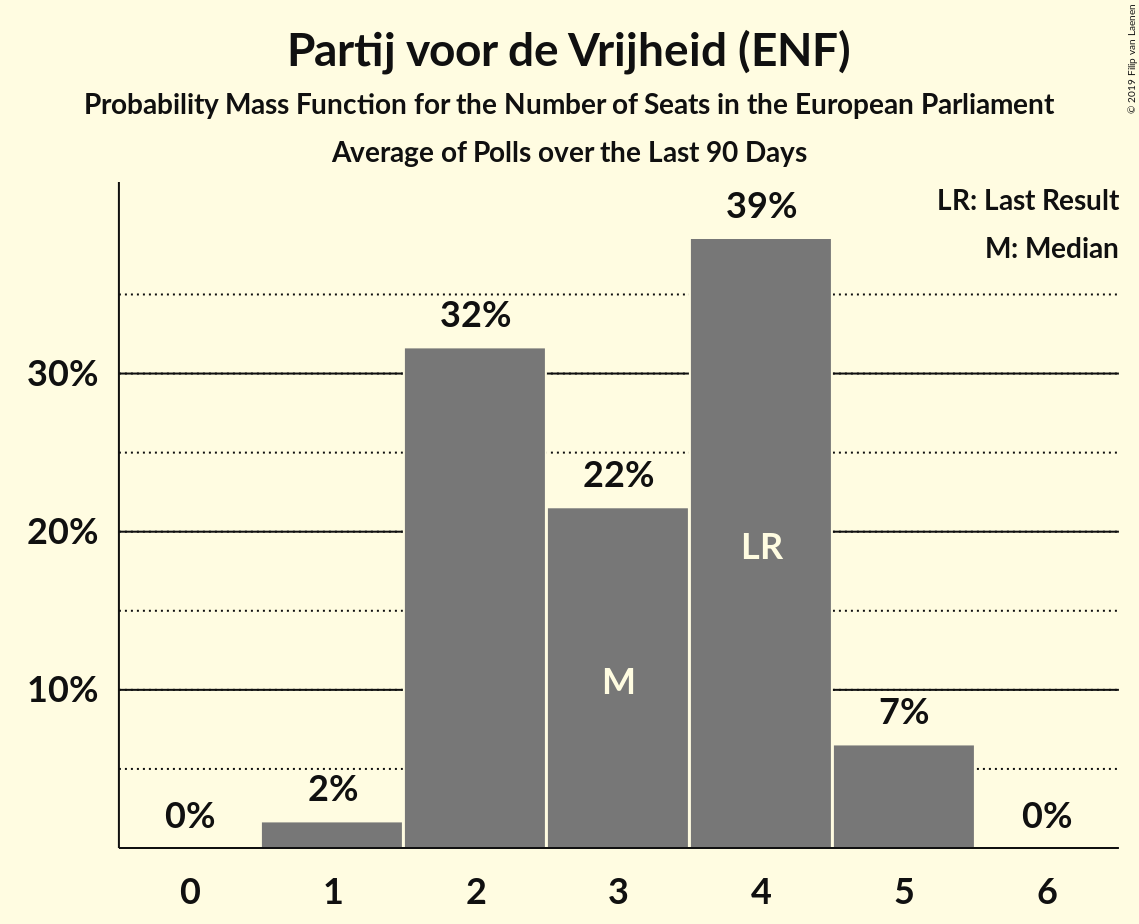 Partij voor de Vrijheid (ENF)
Probability Mass Function for the Number of Seats in the European Parliament
Average of Polls over the Last 90 Days
© 2019 Filip van Laenen
LR: Last Result
M: Median
39%
32%
30%
22%
20%
LR
M
10%
7%
2%
0%
0%
0 1 2 3 4 5 6